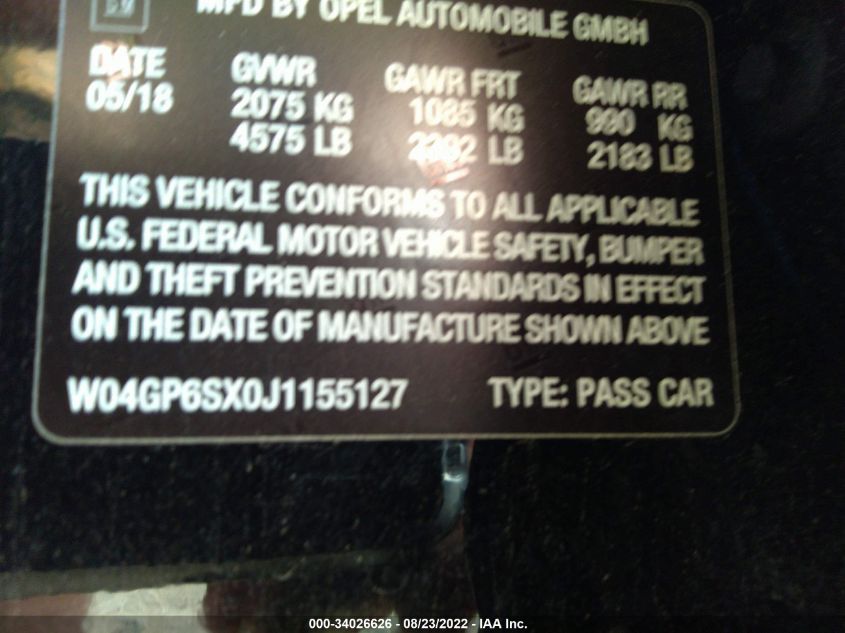 GM
MFD BY OPEL AUTOMOBILE GMBH
DATE GVWR GAWR FRT GAWR RR
05/18 2075 KG 1085 KG 990 KG
4575 LB 2392 LB 2183 LB
THIS VEHICLE CONFORMS TO ALL APPLICABLE
U.S. FEDERAL MOTOR VEHICLE SAFETY, BUMPER
AND THEFT PREVENTION STANDARDS IN EFFECT
ON THE DATE OF MANUFACTURE SHOWN ABOVE
W04GP6SX0J1155127 TYPE: PASS CAR
000-34026626 - 08/23/2022 - IAA Inc.